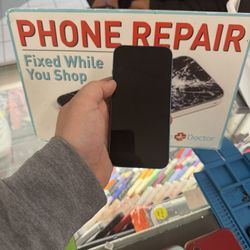 PHONE REPAIR
Fixed While
You Shop
Doctor